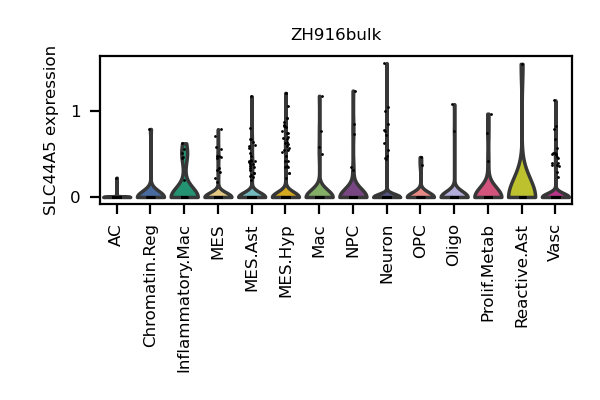 ZH916bulk
SLC44A5 expression
1
0
AC
Chromatin.Reg
Inflammatory.Mac
MES
MES.Ast
MES.Hyp
Mac
NPC
Neuron
OPC
Oligo
Prolif.Metab
Reactive.Ast
Vasc